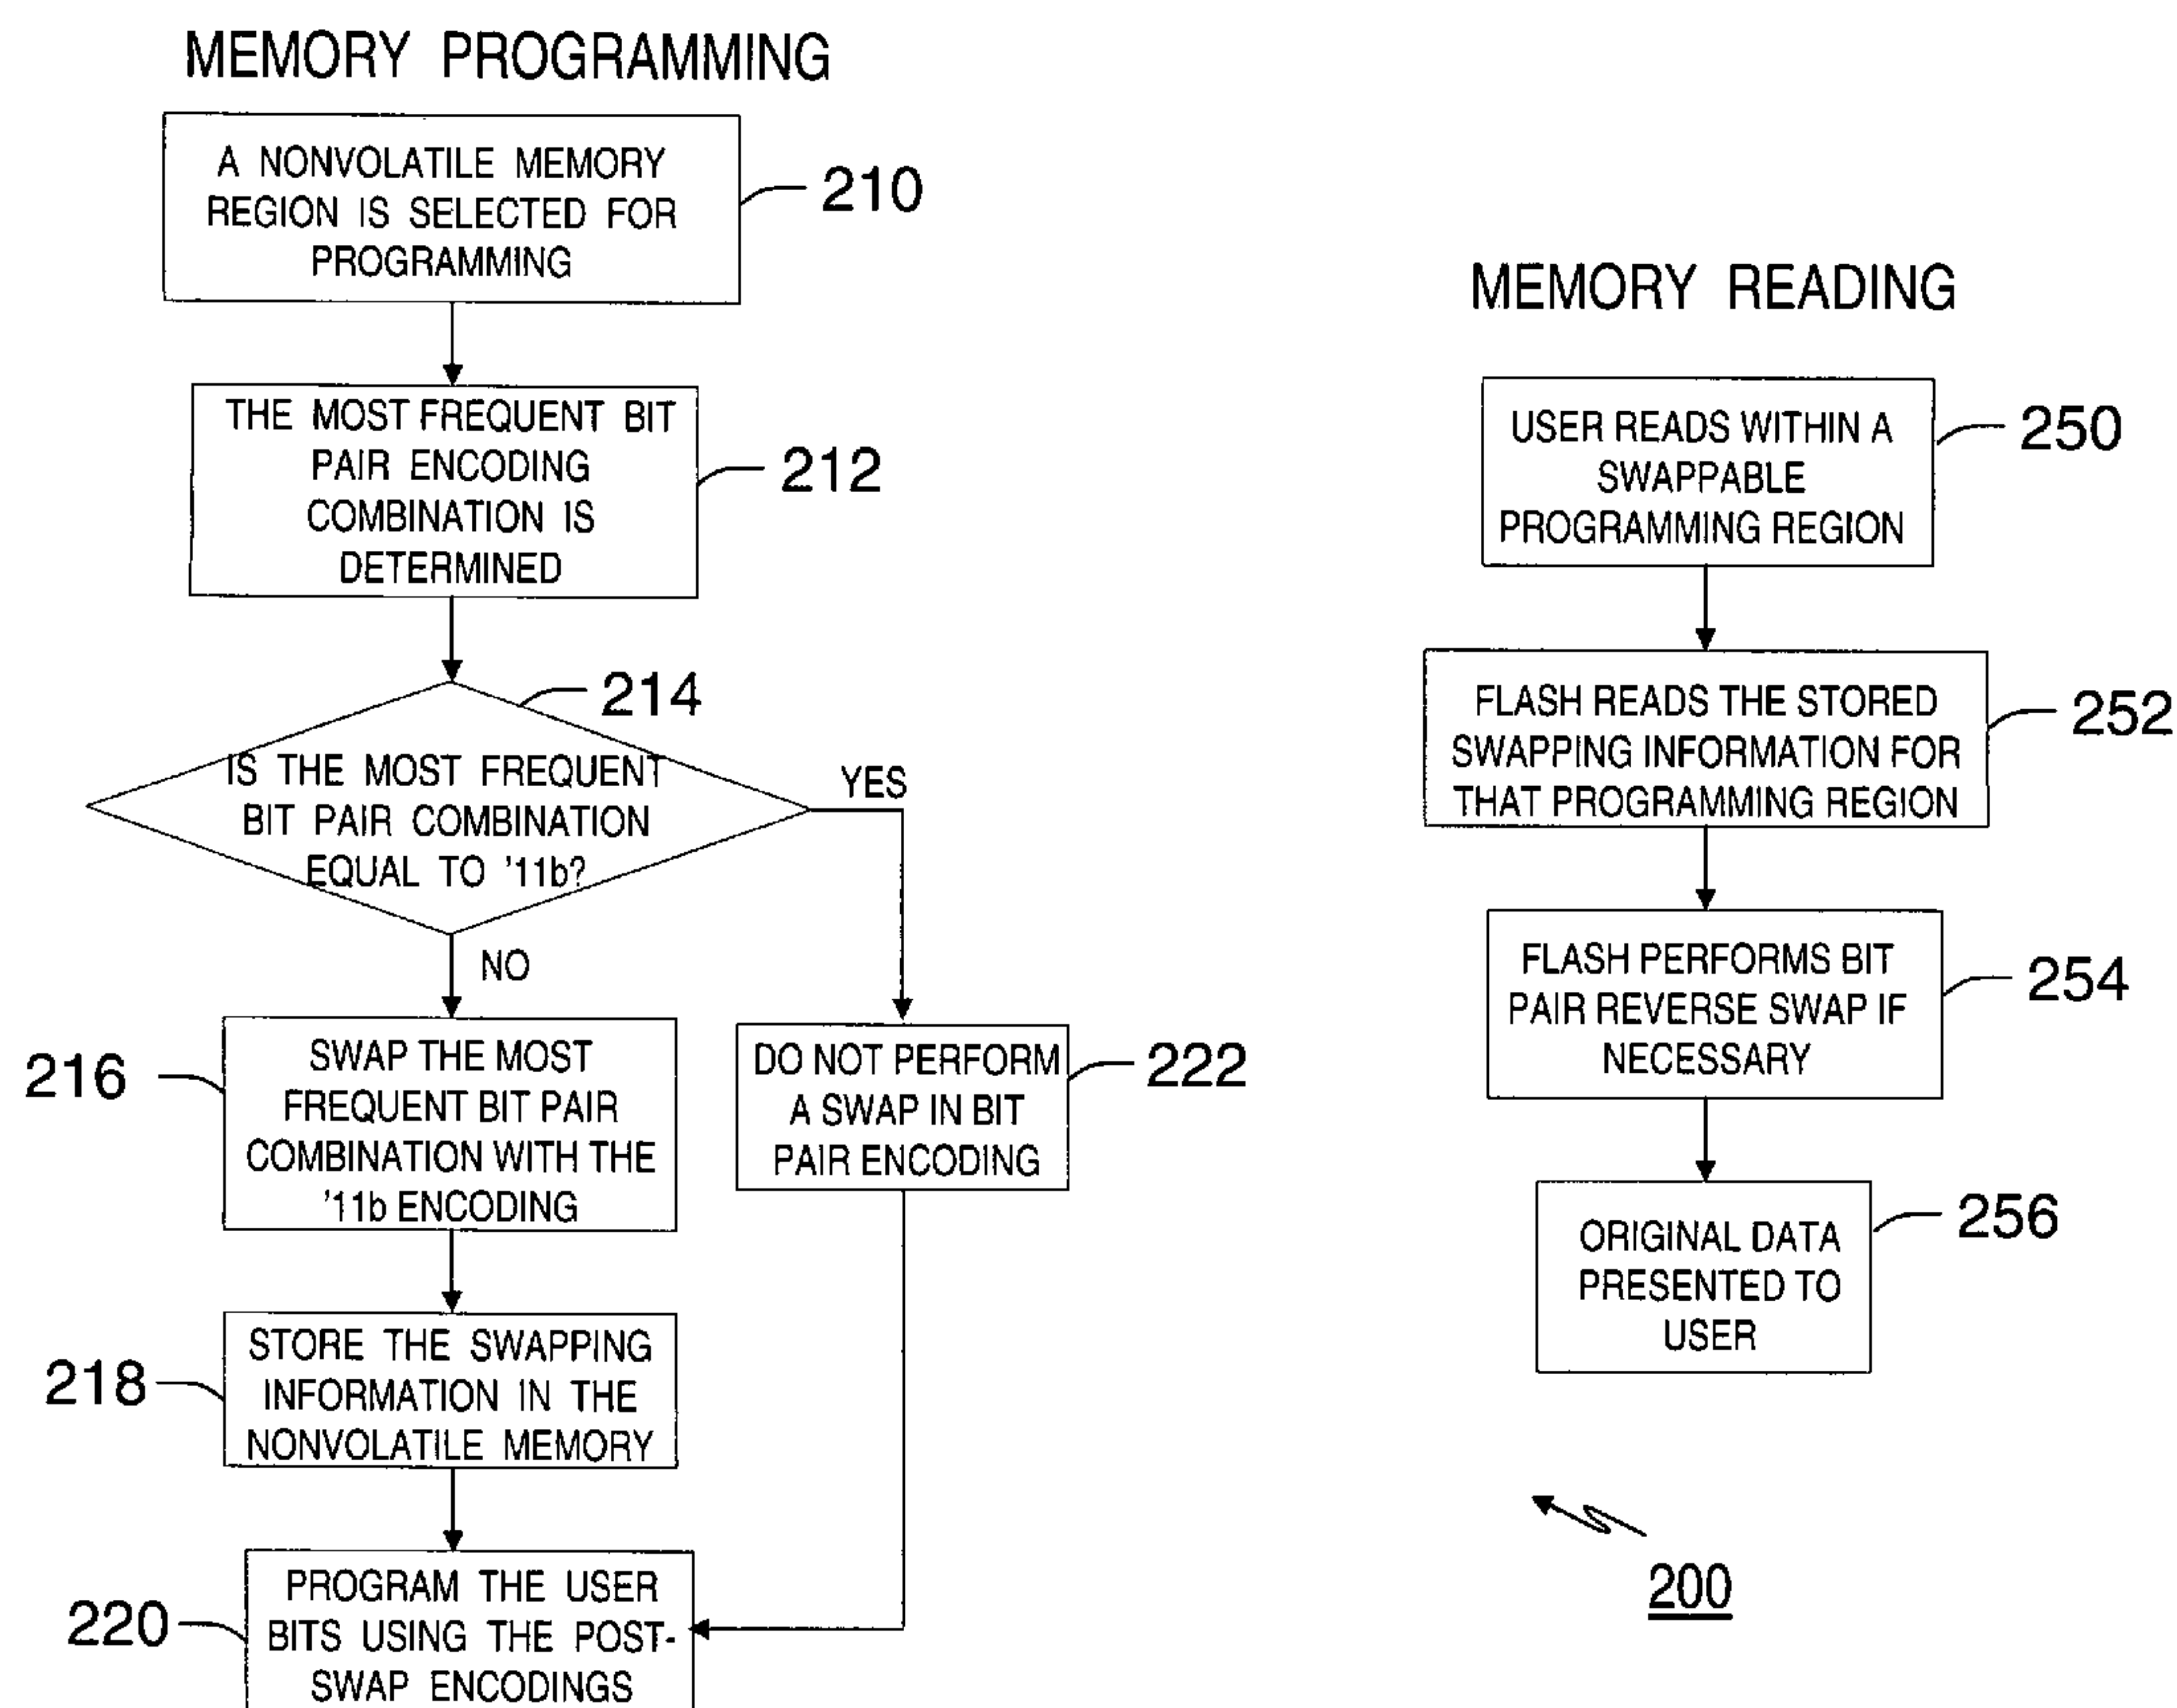 MEMORY PROGRAMMING
A NONVOLATILE MEMORY
REGION IS SELECTED FOR
PROGRAMMING
210
THE MOST FREQUENT BIT
PAIR ENCODING
COMBINATION IS
DETERMINED
212
214
IS THE MOST FREQUENT
BIT PAIR COMBINATION
EQUAL TO '11b?
YES
NO
216
SWAP THE MOST
FREQUENT BIT PAIR
COMBINATION WITH THE
'11b ENCODING
DO NOT PERFORM
A SWAP IN BIT
PAIR ENCODING
222
218
STORE THE SWAPPING
INFORMATION IN THE
NONVOLATILE MEMORY
220
PROGRAM THE USER
BITS USING THE POST-
SWAP ENCODINGS
MEMORY READING
USER READS WITHIN A
SWAPPABLE
PROGRAMMING REGION
250
FLASH READS THE STORED
SWAPPING INFORMATION FOR
THAT PROGRAMMING REGION
252
FLASH PERFORMS BIT
PAIR REVERSE SWAP IF
NECESSARY
254
ORIGINAL DATA
PRESENTED TO
USER
256
200